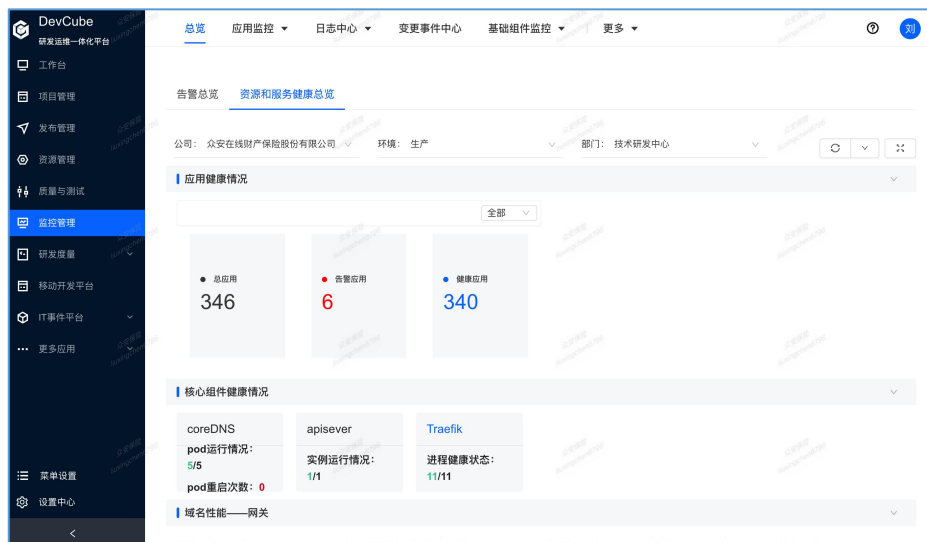 DevCube
研发运维一体化平台
总览
应用监控
日志中心
变更事件中心
基础组件监控
更多
刘
工作台
项目管理
发布管理
资源管理
质量与测试
监控管理
研发度量
移动开发平台
IT事件平台
更多应用
菜单设置
设置中心
告警总览
资源和服务健康总览
公司: 众安在线财产保险股份有限公司
环境: 生产
部门: 技术研发中心
应用健康情况
全部
总应用
346
告警应用
6
健康应用
340
核心组件健康情况
coreDNS
pod运行情况:
5/5
pod重启次数: 0
apisever
实例运行情况:
1/1
Traefik
进程健康状态:
11/11
域名性能——网关